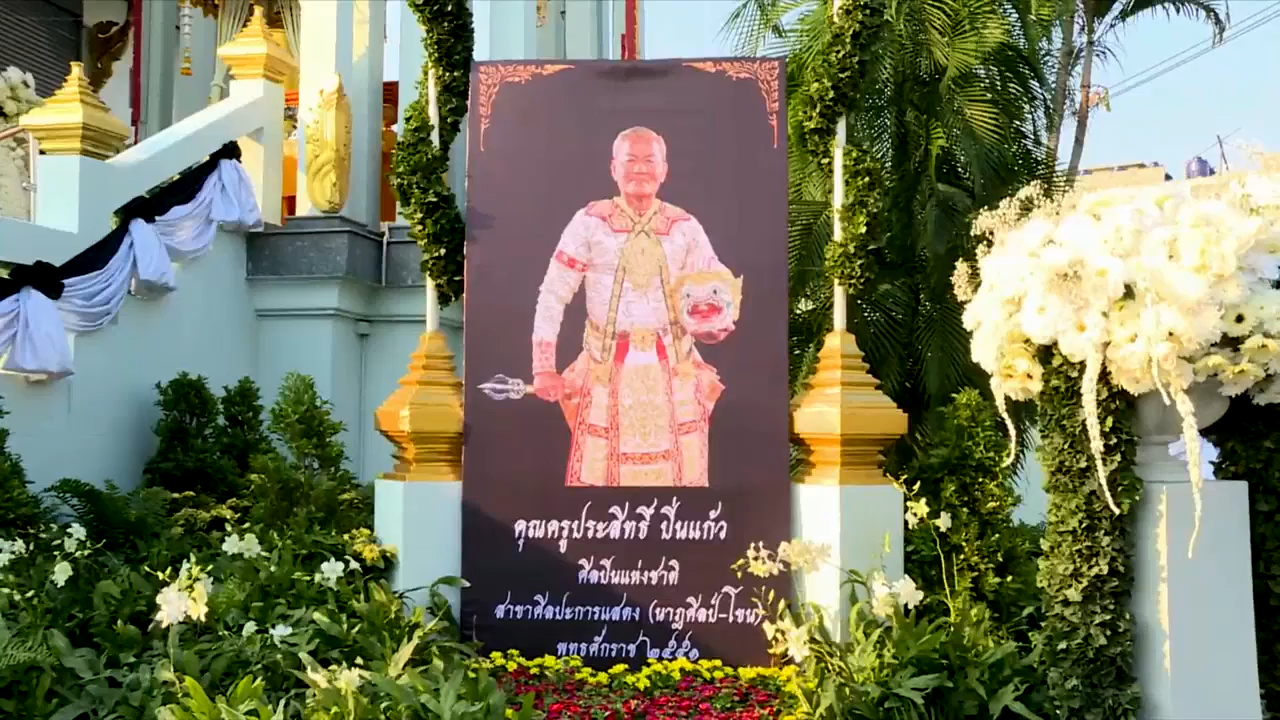 คุณครูประสิทธิ์ ปิ่นแก้ว
ศิลปินแห่งชาติ
สาขาศิลปะการแสดง (นาฏศิลป์-โขน)
พุทธศักราช ๒๕๕๑